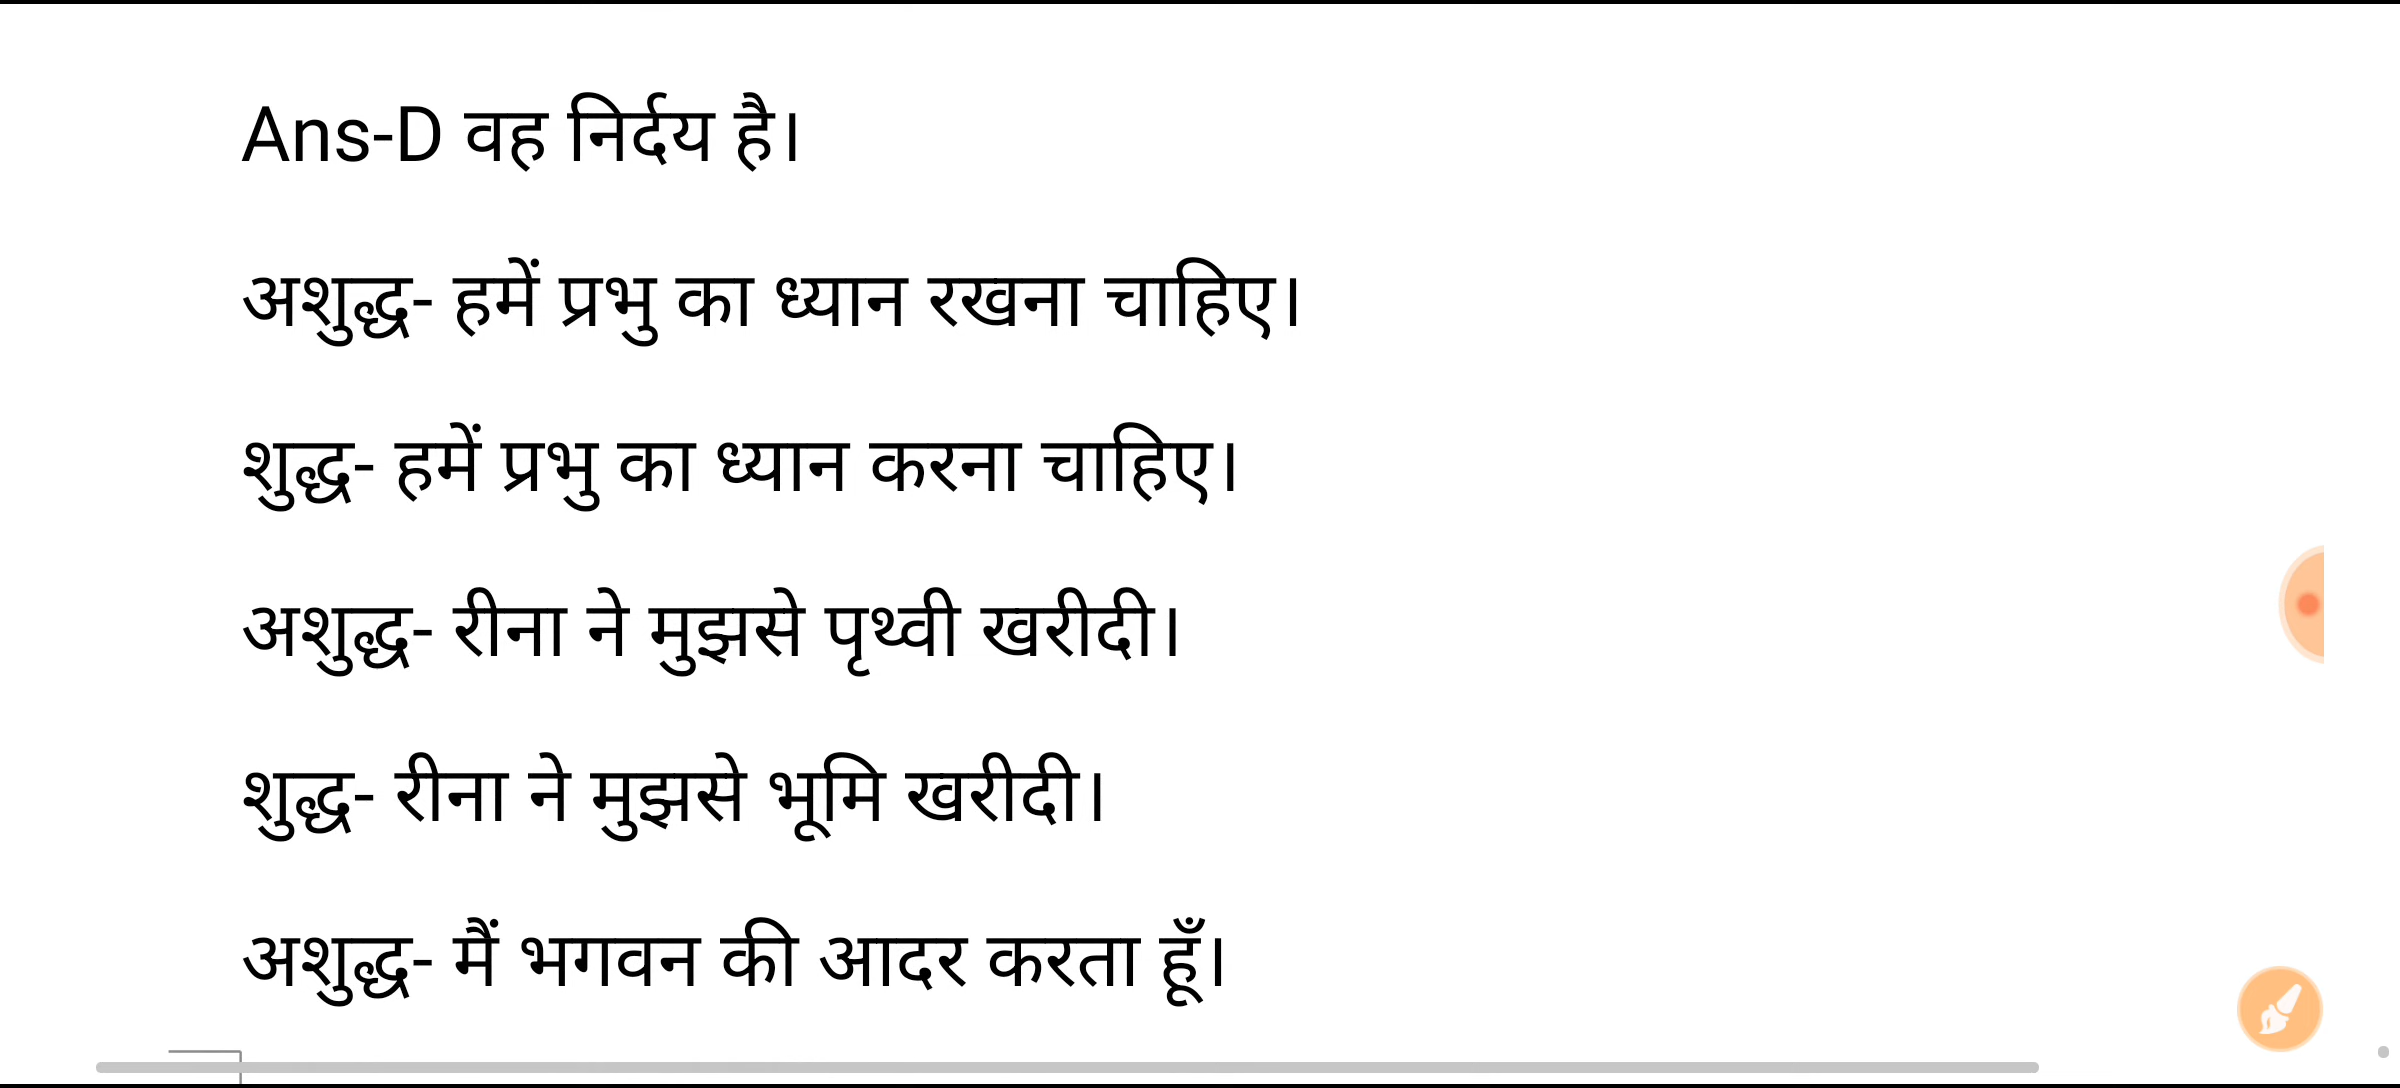 Ans-D वह निर्दय है।
अशुद्ध- हमें प्रभु का ध्यान रखना चाहिए।
शुद्ध- हमें प्रभु का ध्यान करना चाहिए।
अशुद्ध- रीना ने मुझसे पृथ्वी खरीदी।
शुद्ध- रीना ने मुझसे भूमि खरीदी।
अशुद्ध- मैं भगवन की आदर करता हूँ।